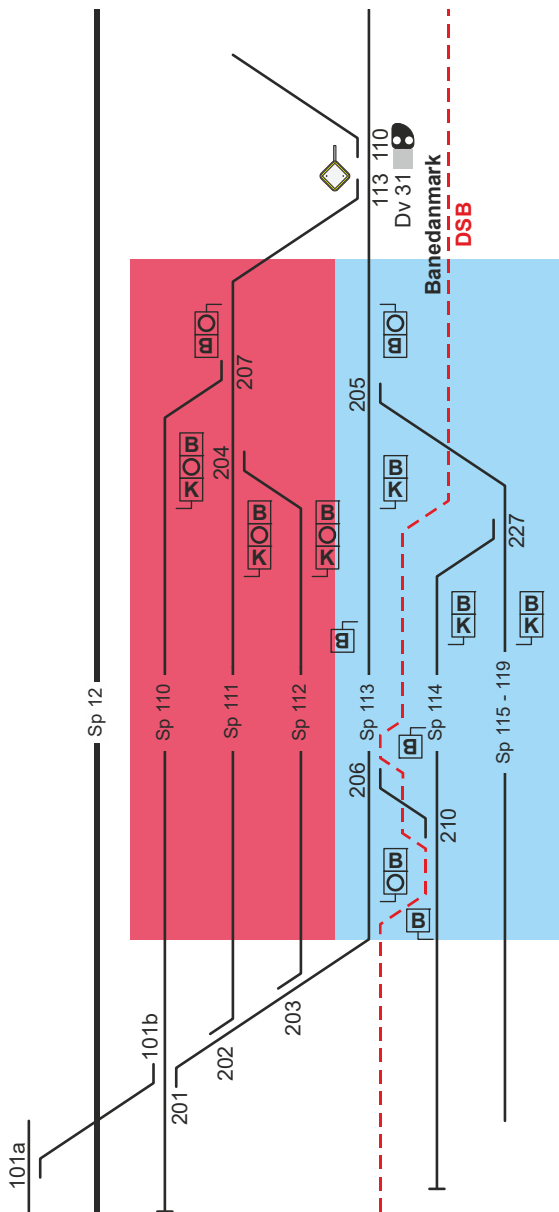 110
113
Dv 31
Banedanmark
DSB
B O
207
B O
205
B O K
204
B O K
B O K
B K
227
B K
B K
B
Sp 12
Sp 110
Sp 111
Sp 112
Sp 113
Sp 114
Sp 115 - 119
B
206
210
B O
B
203
101b
202
201
101a